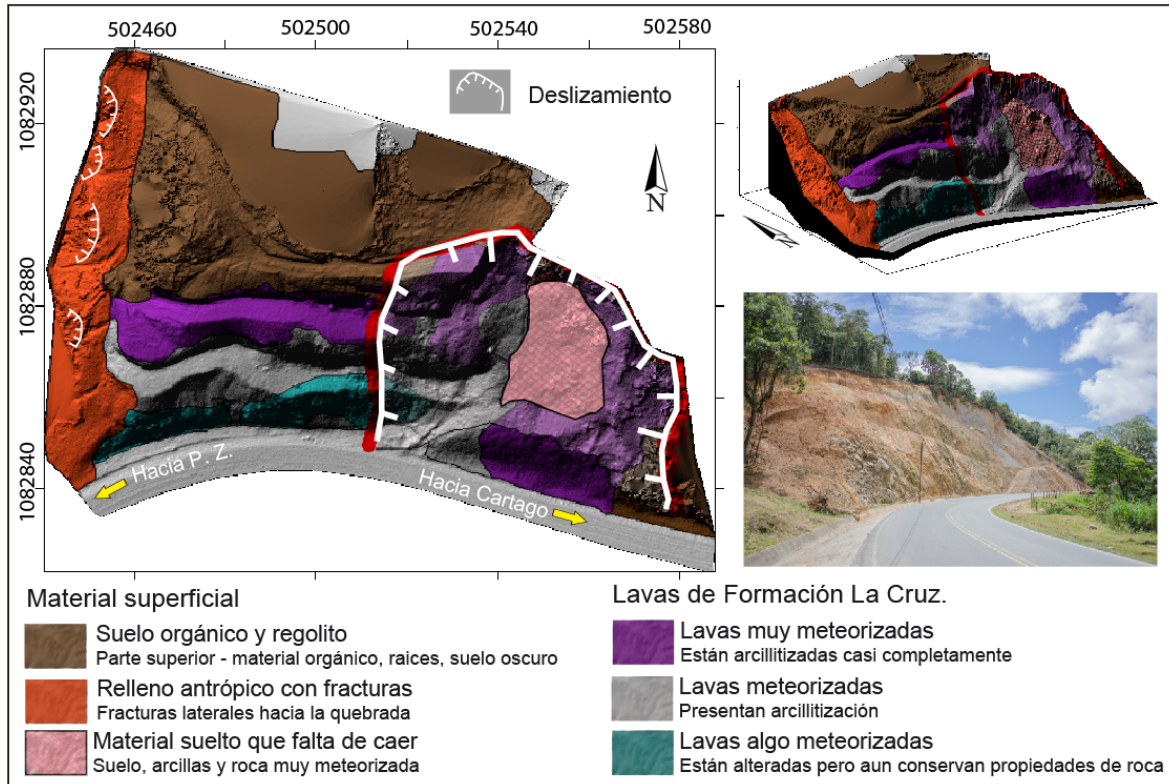 502460
502500
502540
502580
1082920
1082880
1082840
Deslizamiento
N
N
Hacia P. Z.
Hacia Cartago
Material superficial
Suelo orgánico y regolito
Parte superior - material orgánico, raices, suelo oscuro
Relleno antrópico con fracturas
Fracturas laterales hacia la quebrada
Material suelto que falta de caer
Suelo, arcillas y roca muy meteorizada
Lavas de Formación La Cruz.
Lavas muy meteorizadas
Están arcillitizadas casi completamente
Lavas meteorizadas
Presentan arcillitización
Lavas algo meteorizadas
Están alteradas pero aun conservan propiedades de roca